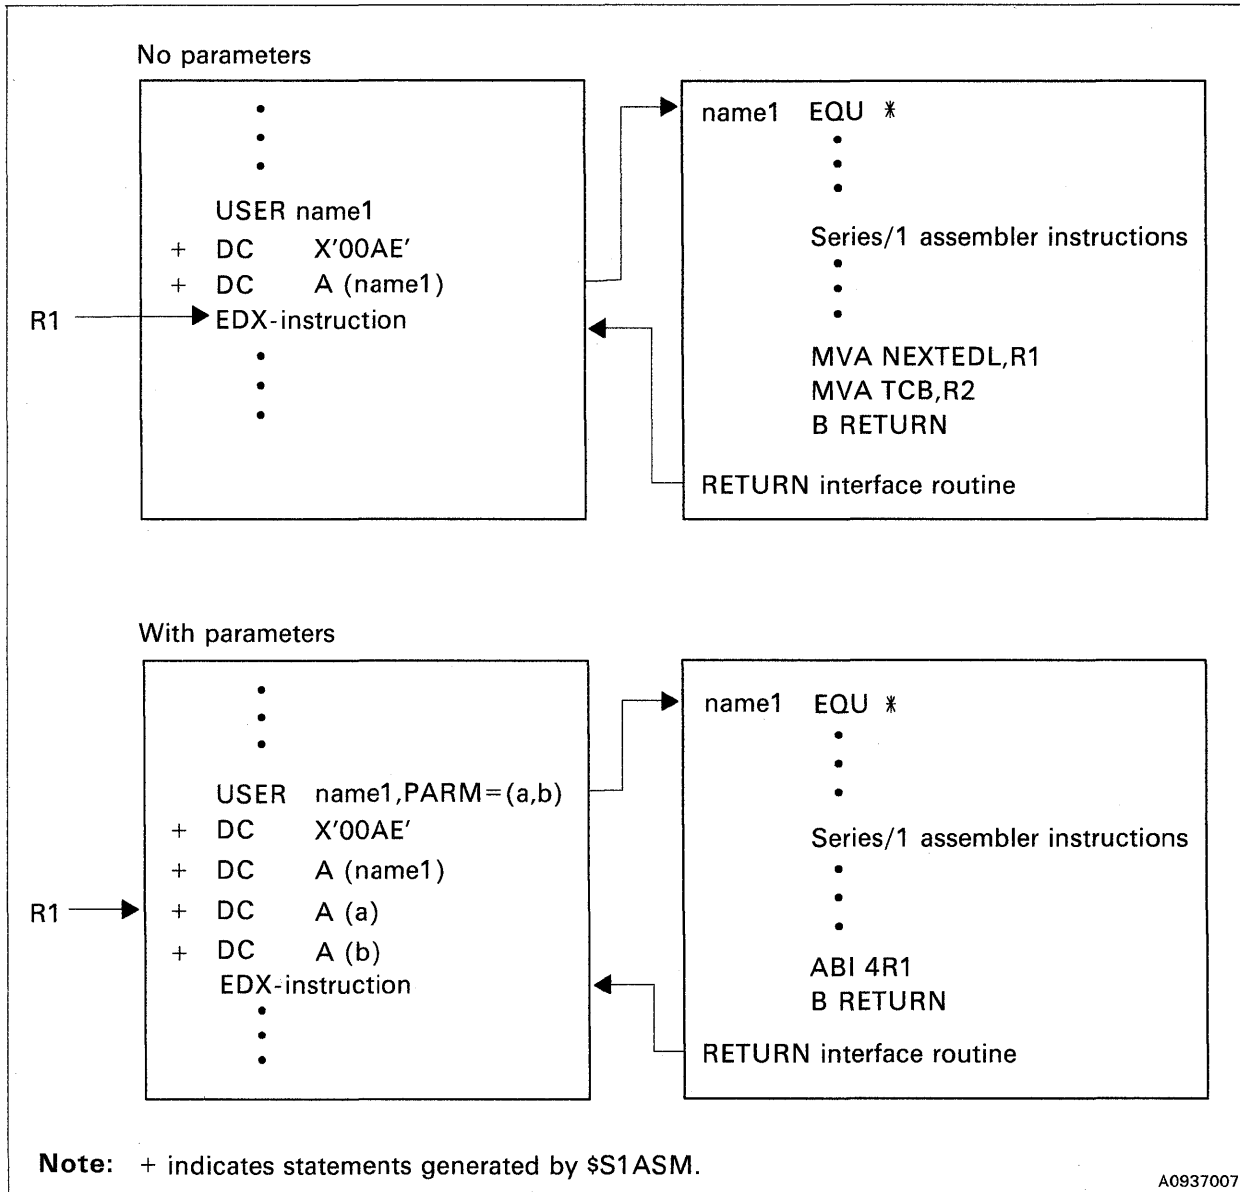 No parameters
USER name1
+ DC X'00AE'
+ DC A (name1)
R1 EDX-instruction
name1 EQU *
Series/1 assembler instructions
MVA NEXTEDL,R1
MVA TCB,R2
B RETURN
RETURN interface routine
With parameters
USER name1,PARM=(a,b)
+ DC X'00AE'
+ DC A (name1)
R1 + DC A (a)
+ DC A (b)
EDX-instruction
name1 EQU *
Series/1 assembler instructions
ABI 4R1
B RETURN
RETURN interface routine
Note: + indicates statements generated by $S1ASM.
A0937007